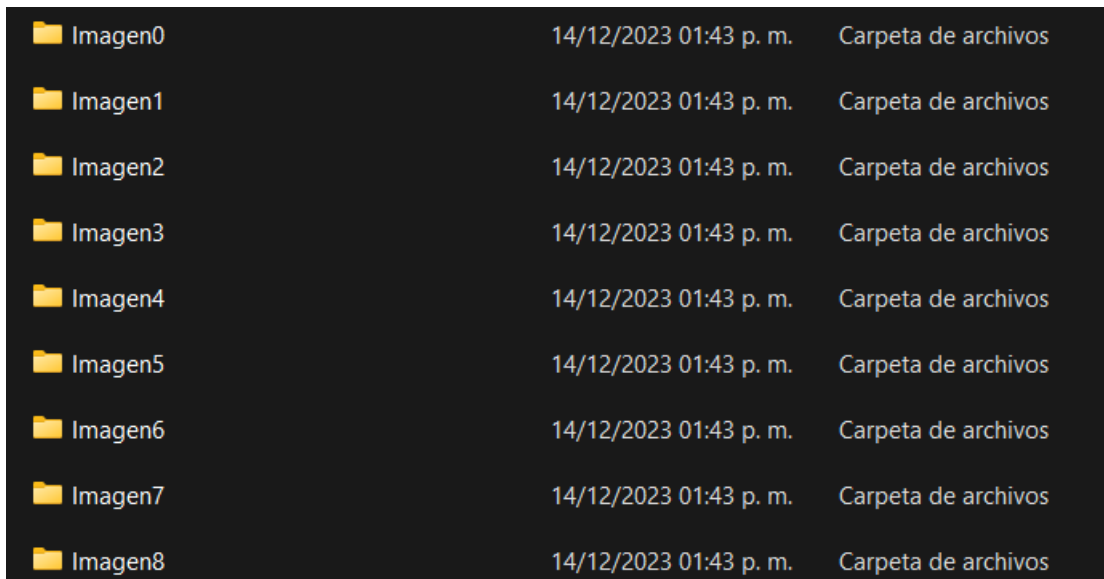 Imagen0 14/12/2023 01:43 p. m. Carpeta de archivos
Imagen1 14/12/2023 01:43 p. m. Carpeta de archivos
Imagen2 14/12/2023 01:43 p. m. Carpeta de archivos
Imagen3 14/12/2023 01:43 p. m. Carpeta de archivos
Imagen4 14/12/2023 01:43 p. m. Carpeta de archivos
Imagen5 14/12/2023 01:43 p. m. Carpeta de archivos
Imagen6 14/12/2023 01:43 p. m. Carpeta de archivos
Imagen7 14/12/2023 01:43 p. m. Carpeta de archivos
Imagen8 14/12/2023 01:43 p. m. Carpeta de archivos